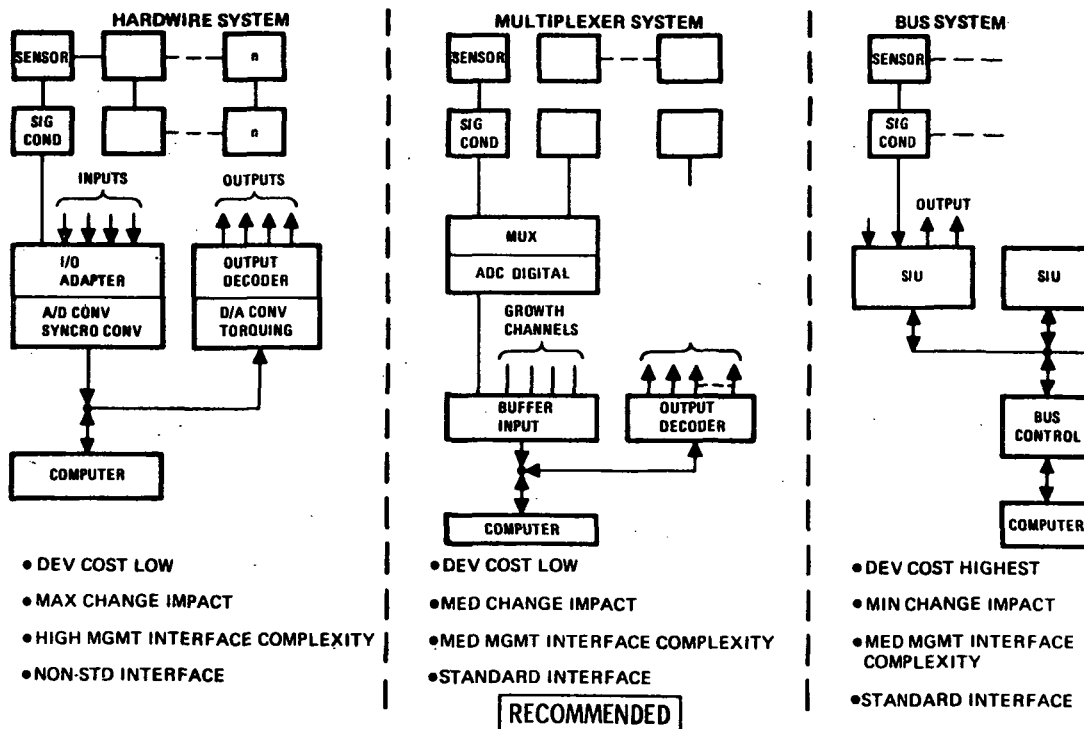 HARDWIRE SYSTEM
SENSOR
n
SIG
COND
n
INPUTS
OUTPUTS
I/O
ADAPTER
A/D CONV
SYNCRO CONV
OUTPUT
DECODER
D/A CONV
TORQUING
COMPUTER
• DEV COST LOW
• MAX CHANGE IMPACT
• HIGH MGMT INTERFACE COMPLEXITY
• NON-STD INTERFACE
MULTIPLEXER SYSTEM
SENSOR
SIG
COND
MUX
ADC DIGITAL
GROWTH
CHANNELS
BUFFER
INPUT
OUTPUT
DECODER
COMPUTER
• DEV COST LOW
• MED CHANGE IMPACT
• MED MGMT INTERFACE COMPLEXITY
• STANDARD INTERFACE
RECOMMENDED
BUS SYSTEM
SENSOR
SIG
COND
OUTPUT
SIU
SIU
BUS
CONTROL
COMPUTER
• DEV COST HIGHEST
• MIN CHANGE IMPACT
• MED MGMT INTERFACE
COMPLEXITY
• STANDARD INTERFACE